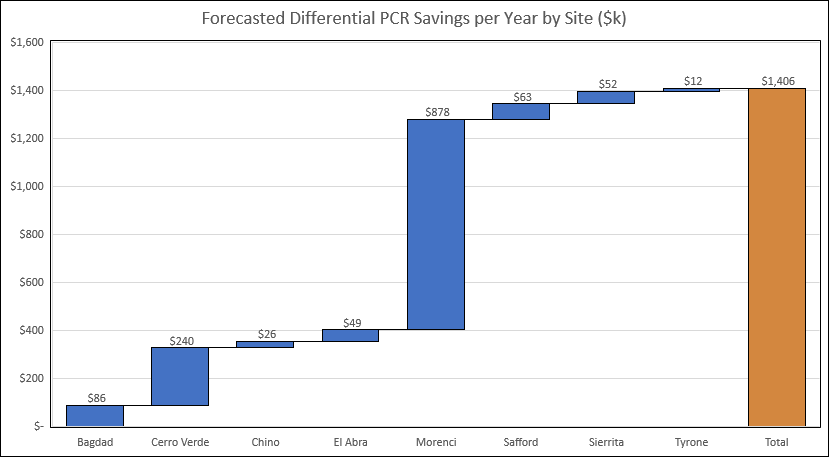 Forecasted Differential PCR Savings per Year by Site ($k)
$1,600
$1,400
$1,200
$1,000
$800
$600
$400
$200
$-
$86
$240
$26
$49
$878
$63
$52
$12
$1,406
Bagdad
Cerro Verde
Chino
El Abra
Morenci
Safford
Sierrita
Tyrone
Total